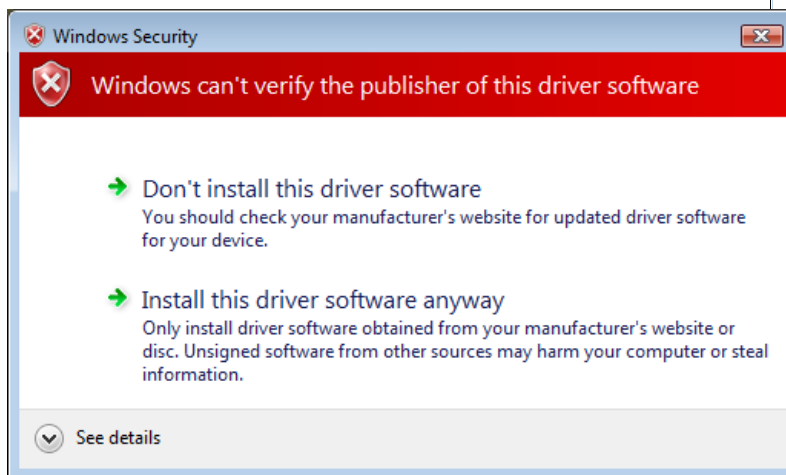 Windows Security
Windows can't verify the publisher of this driver software
Don't install this driver software
You should check your manufacturer's website for updated driver software
for your device.
Install this driver software anyway
Only install driver software obtained from your manufacturer's website or
disc. Unsigned software from other sources may harm your computer or steal
information.
See details